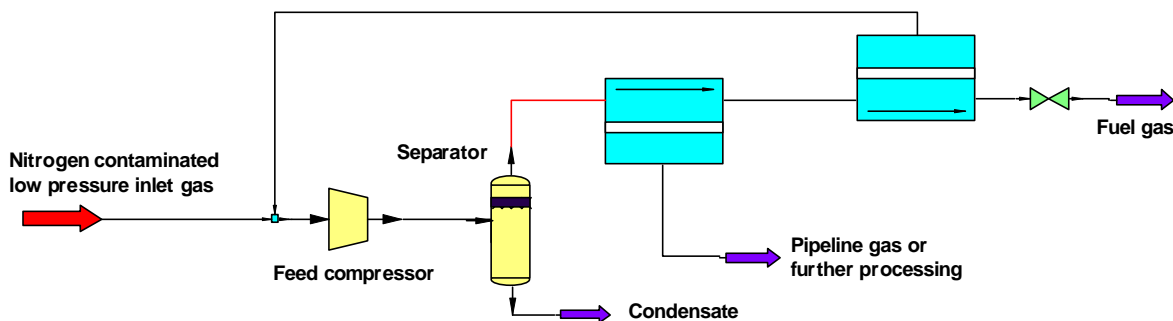 Nitrogen contaminated
low pressure inlet gas
Feed compressor
Separator
Condensate
Pipeline gas or
further processing
Fuel gas